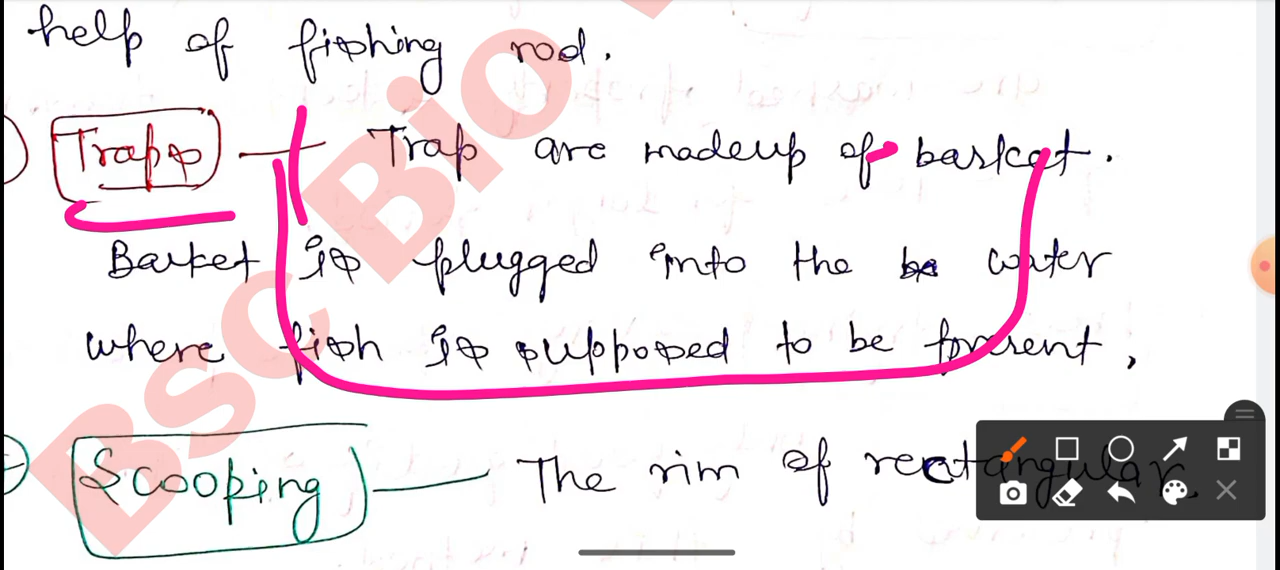 help of fishing rod.
Traps — Trap are madeup of basket.
Basket is plugged into the be water
where fish is supposed to be present,
Scooping — The rim of rectangular
Bsc Bio